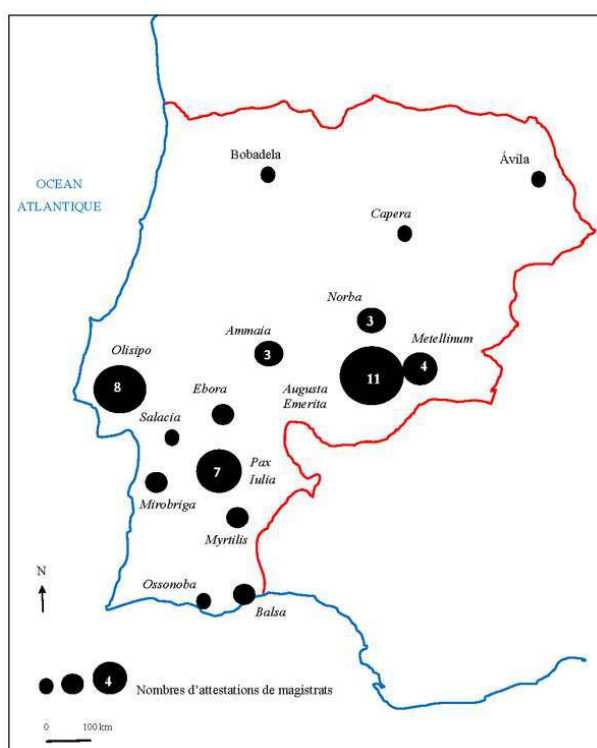 Bobadela
Ávila
OCEAN
ATLANTIQUE
Capera
Norba
3
Ammaia
3
Metellinum
4
Olisipo
8
Augusta
Emerita
11
Ebora
Salacia
7
Pax
Iulia
Mirobriga
Myrtilis
N
Ossonoba
Balsa
4
Nombres d’attestations de magistrats
0
100 km